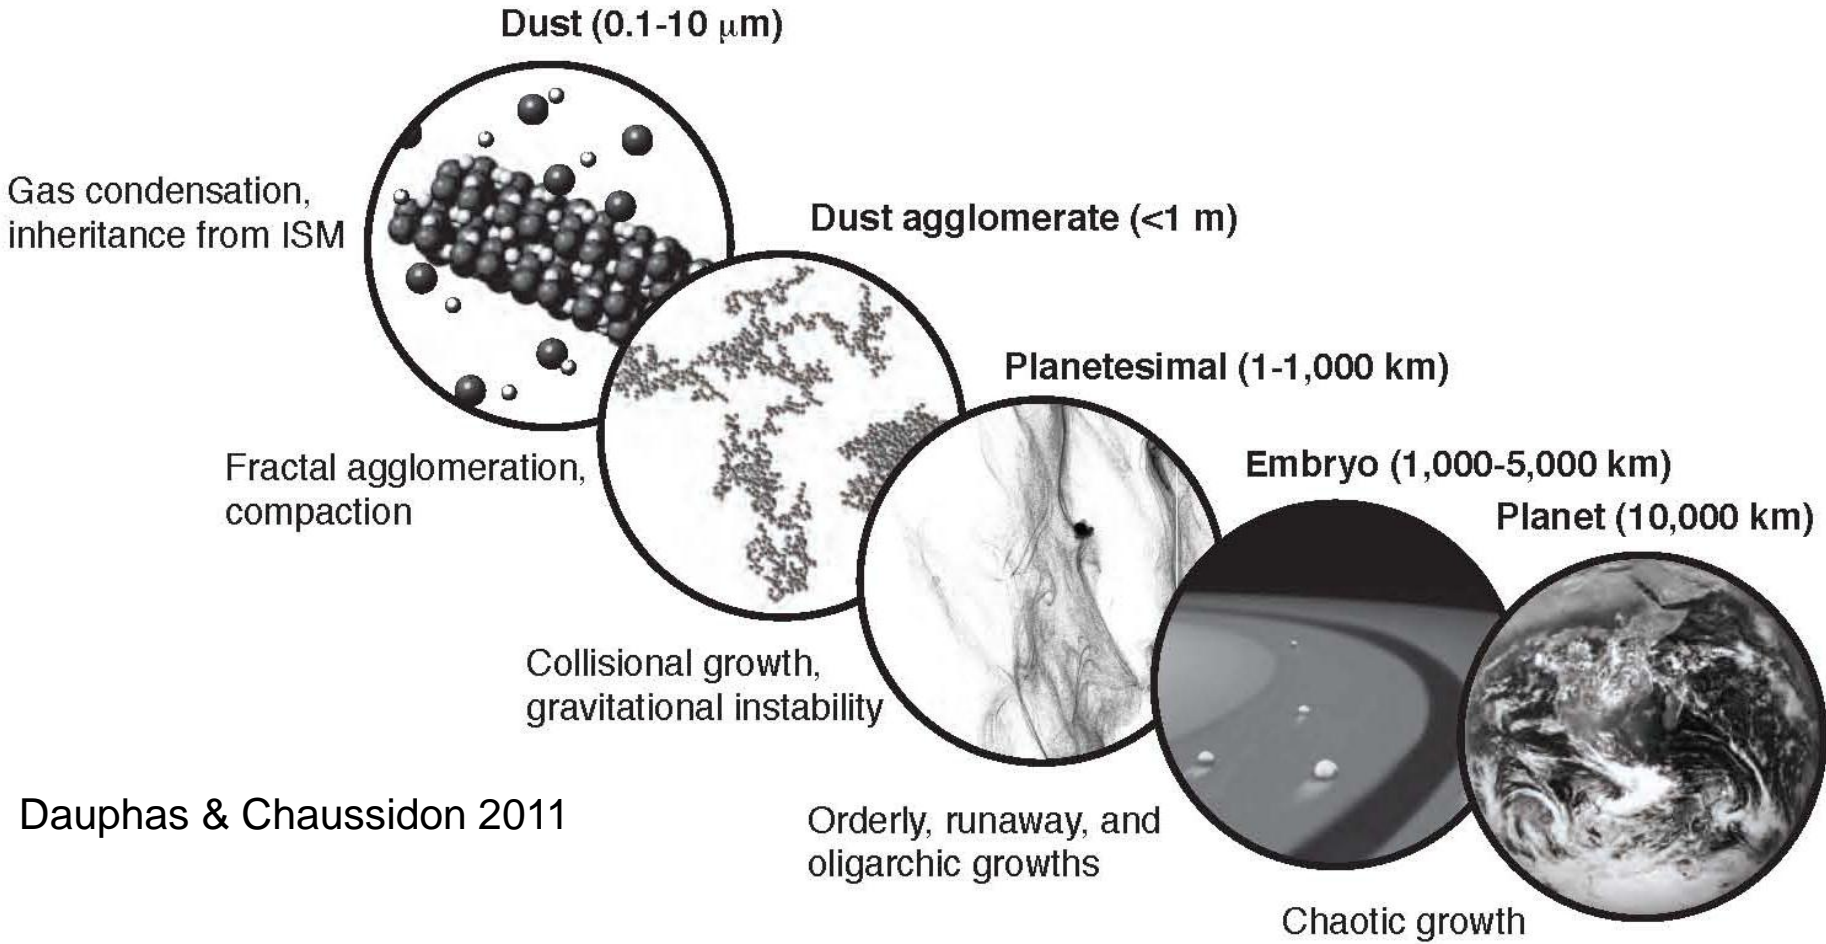 Dust (0.1-10 μm)
Gas condensation,
inheritance from ISM
Dust agglomerate (<1 m)
Fractal agglomeration,
compaction
Planetesimal (1-1,000 km)
Collisional growth,
gravitational instability
Embryo (1,000-5,000 km)
Orderly, runaway, and
oligarchic growths
Planet (10,000 km)
Chaotic growth
Dauphas & Chaussidon 2011